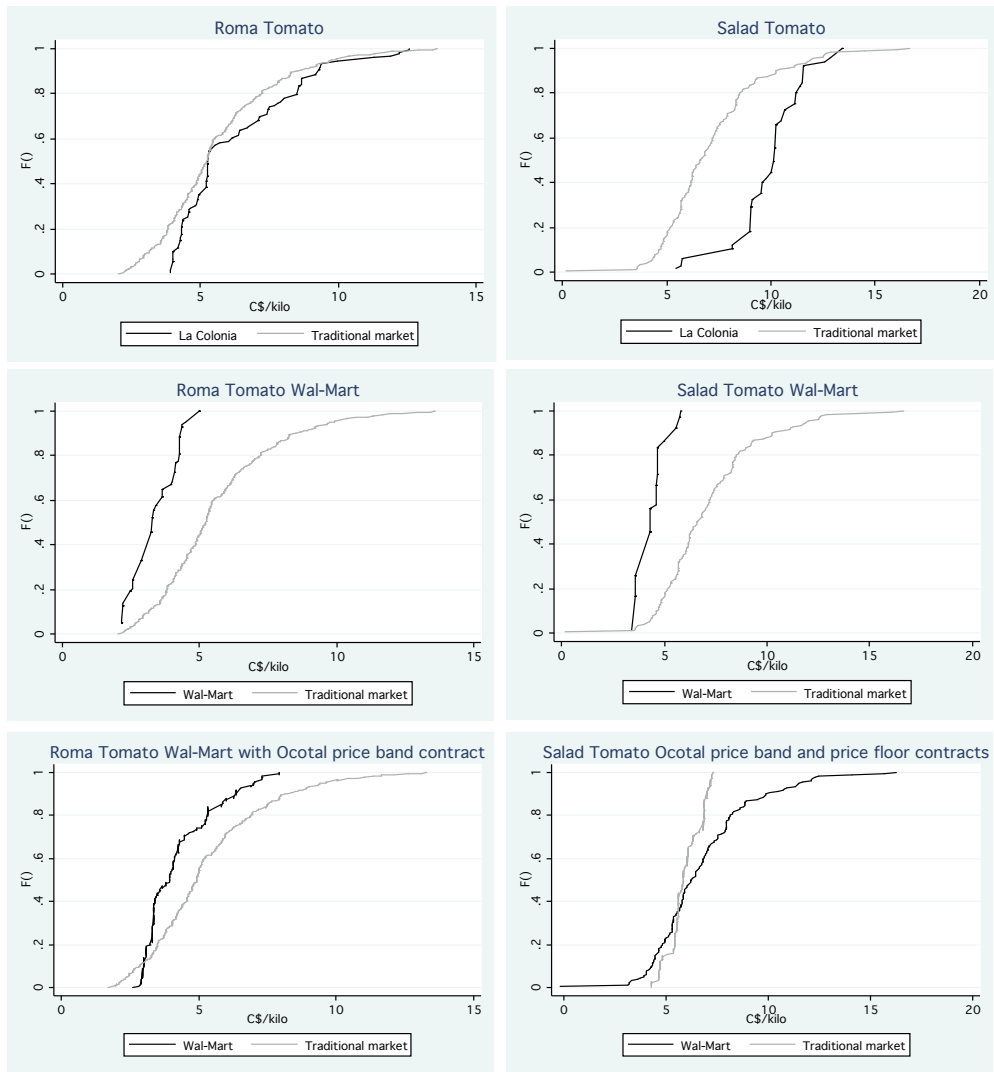 Roma Tomato
F()
0 .2 .4 .6 .8 1
0 5 10 15
C$/kilo
La Colonia Traditional market
Salad Tomato
F()
0 .2 .4 .6 .8 1
0 5 10 15 20
C$/kilo
La Colonia Traditional market
Roma Tomato Wal-Mart
F()
0 .2 .4 .6 .8 1
0 5 10 15
C$/kilo
Wal-Mart Traditional market
Salad Tomato Wal-Mart
F()
0 .2 .4 .6 .8 1
0 5 10 15 20
C$/kilo
Wal-Mart Traditional market
Roma Tomato Wal-Mart with Ocotal price band contract
F()
0 .2 .4 .6 .8 1
0 5 10 15
C$/kilo
Wal-Mart Traditional market
Salad Tomato Ocotal price band and price floor contracts
F()
0 .2 .4 .6 .8 1
0 5 10 15 20
C$/kilo
Wal-Mart Traditional market